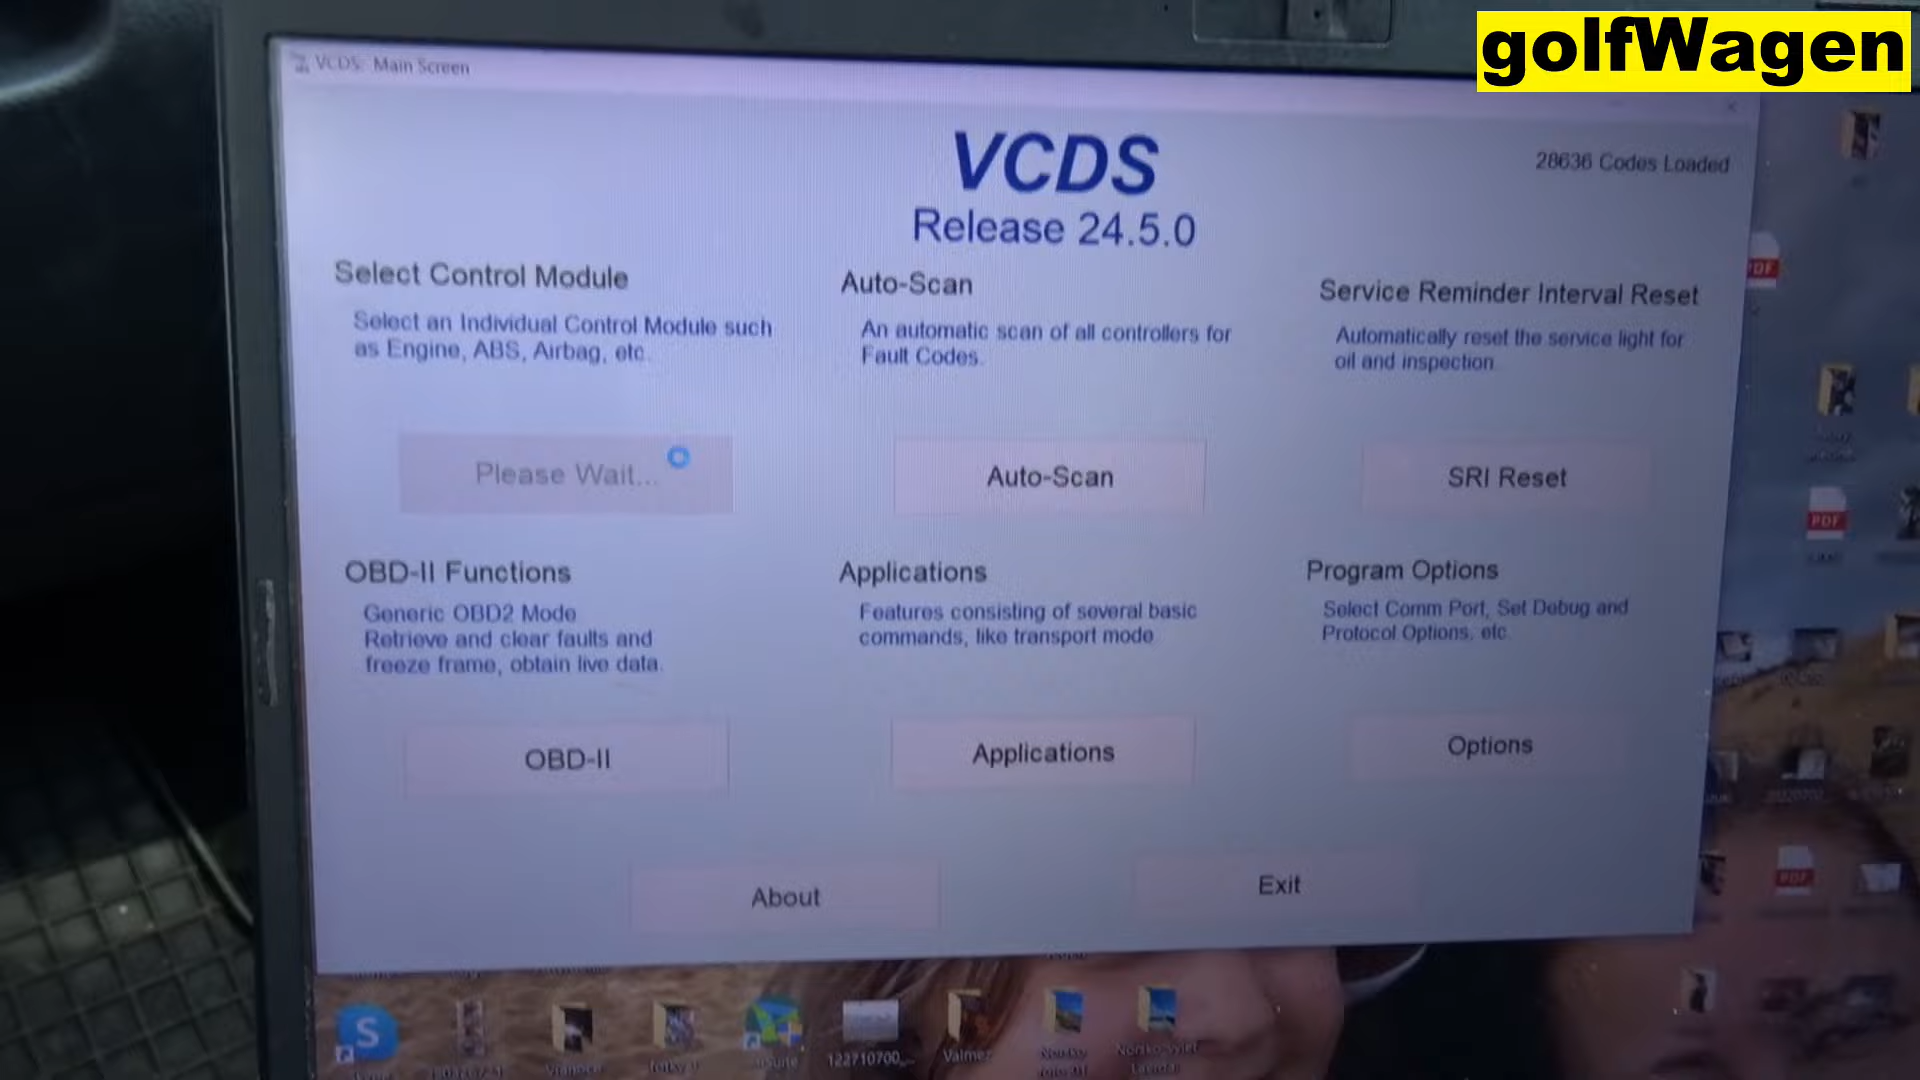 golfWagen
VCDS: Main Screen
VCDS
Release 24.5.0
28636 Codes Loaded
Select Control Module
Select an Individual Control Module such
as Engine, ABS, Airbag, etc.
Please Wait...
Auto-Scan
An automatic scan of all controllers for
Fault Codes.
Auto-Scan
Service Reminder Interval Reset
Automatically reset the service light for
oil and inspection
SRI Reset
OBD-II Functions
Generic OBD2 Mode
Retrieve and clear faults and
freeze frame, obtain live data.
OBD-II
Applications
Features consisting of several basic
commands, like transport mode
Applications
Program Options
Select Comm Port, Set Debug and
Protocol Options, etc.
Options
About
Exit
PDF
PDF
PDF
S
122710700_...
Valmez